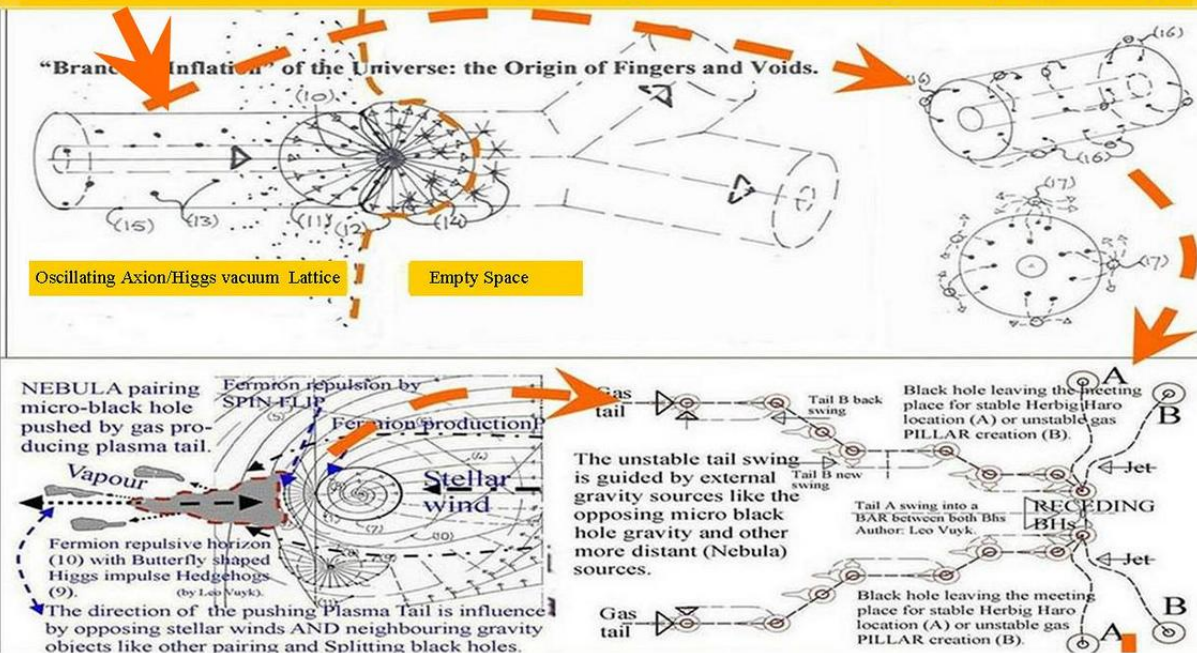 "Branc Inflation" of the Universe: the Origin of Fingers and Voids.
(10)
(15)
(13)
(11)
(12)
(14)
(16)
(16)
(16)
(17)
(17)
Oscillating Axion/Higgs vacuum Lattice
Empty Space
NEBULA pairing
micro-black hole
pushed by gas pro-
ducing plasma tail.
Vapour
Fermion repulsion by
SPIN-FLIP
Fermion production
Stellar
wind
(5)
(7)
(10)
Fermion repulsive horizon
(10) with Butterfly shaped
Higgs impulse Hedgehogs
(9).
(by Leo Vuyk).
The direction of the pushing Plasma Tail is influence
by opposing stellar winds AND neighbouring gravity
objects like other pairing and Splitting black holes.
Gas
tail
Tail B back
swing
The unstable tail swing
is guided by external
gravity sources like the
opposing micro black
hole gravity and other
more distant (Nebula)
sources.
Tail B new
swing
Gas
tail
Black hole leaving the meeting
place for stable Herbig Haro
location (A) or unstable gas
PILLAR creation (B).
A
B
Jet
Tail A swing into a
BAR between both Bhs
Author: Leo Vuyk.
RECEDING
BHs
Jet
Black hole leaving the meeting
place for stable Herbig Haro
location (A) or unstable gas
PILLAR creation (B).
B
A